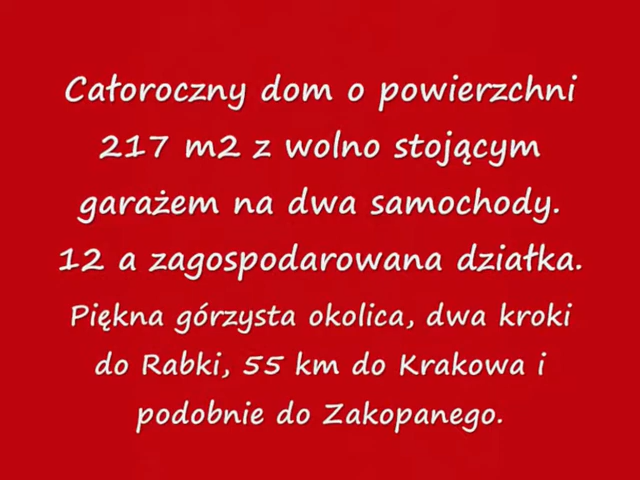 Całoroczny dom o powierzchni
217 m2 z wolno stojącym
garażem na dwa samochody.
12 a zagospodarowana działka.
Piękna górzysta okolica, dwa kroki
do Rabki, 55 km do Krakowa i
podobnie do Zakopanego.